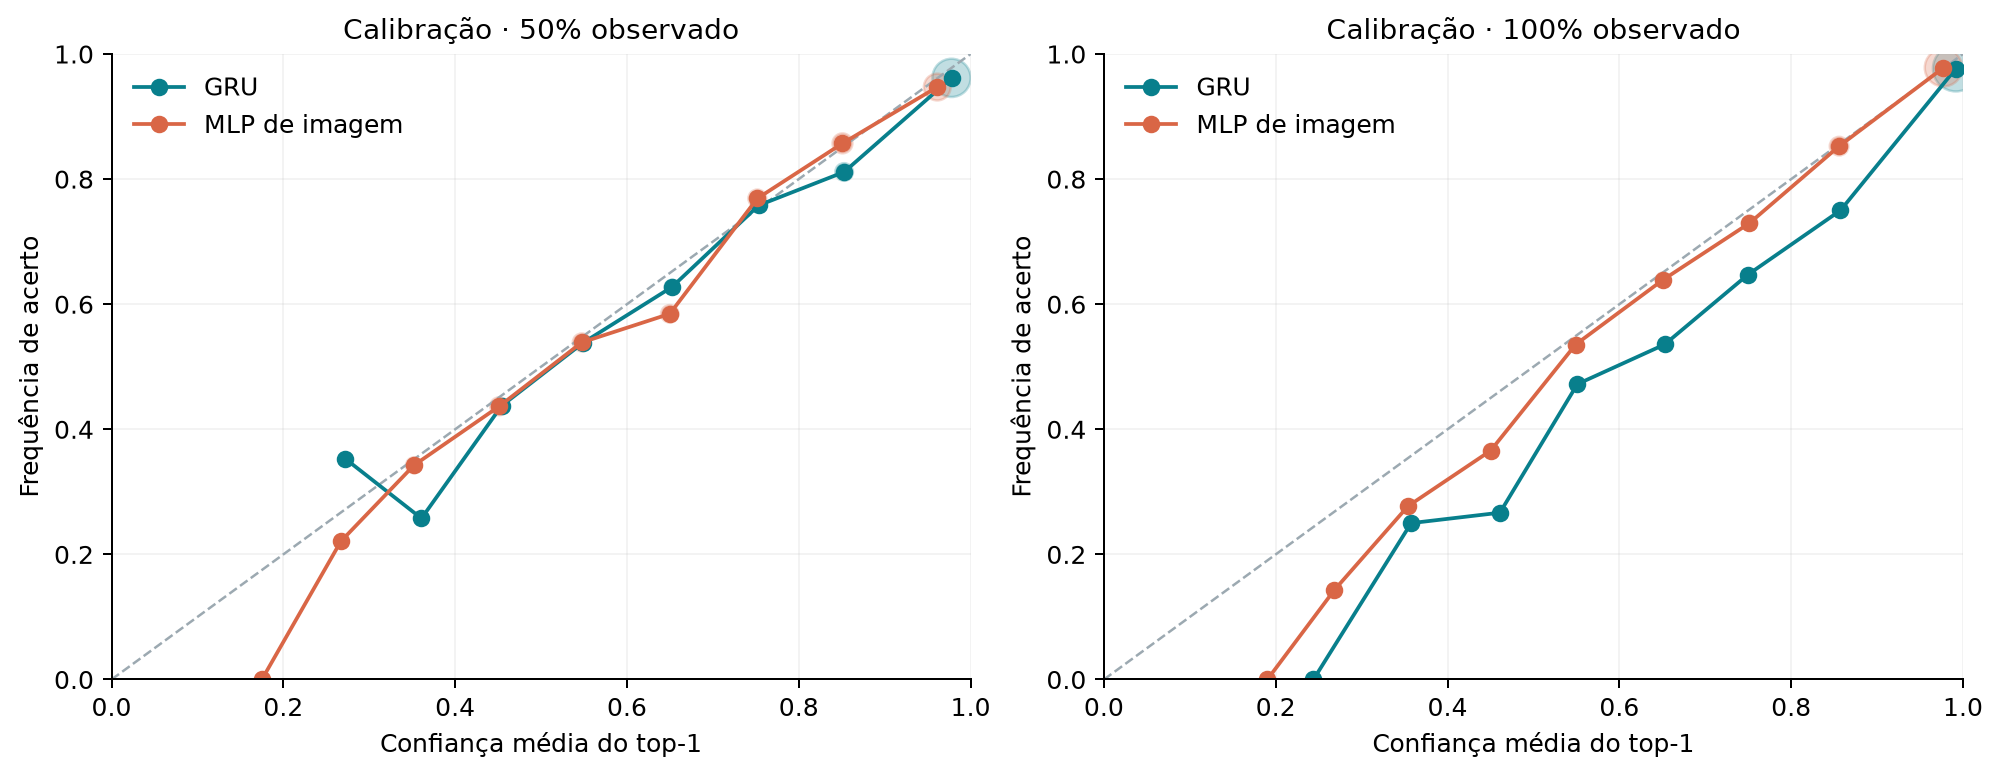 Calibração · 50% observado
GRU
MLP de imagem
1.0
0.8
0.6
0.4
0.2
0.0
Frequência de acerto
0.0 0.2 0.4 0.6 0.8 1.0
Confiança média do top-1
Calibração · 100% observado
GRU
MLP de imagem
1.0
0.8
0.6
0.4
0.2
0.0
Frequência de acerto
0.0 0.2 0.4 0.6 0.8 1.0
Confiança média do top-1